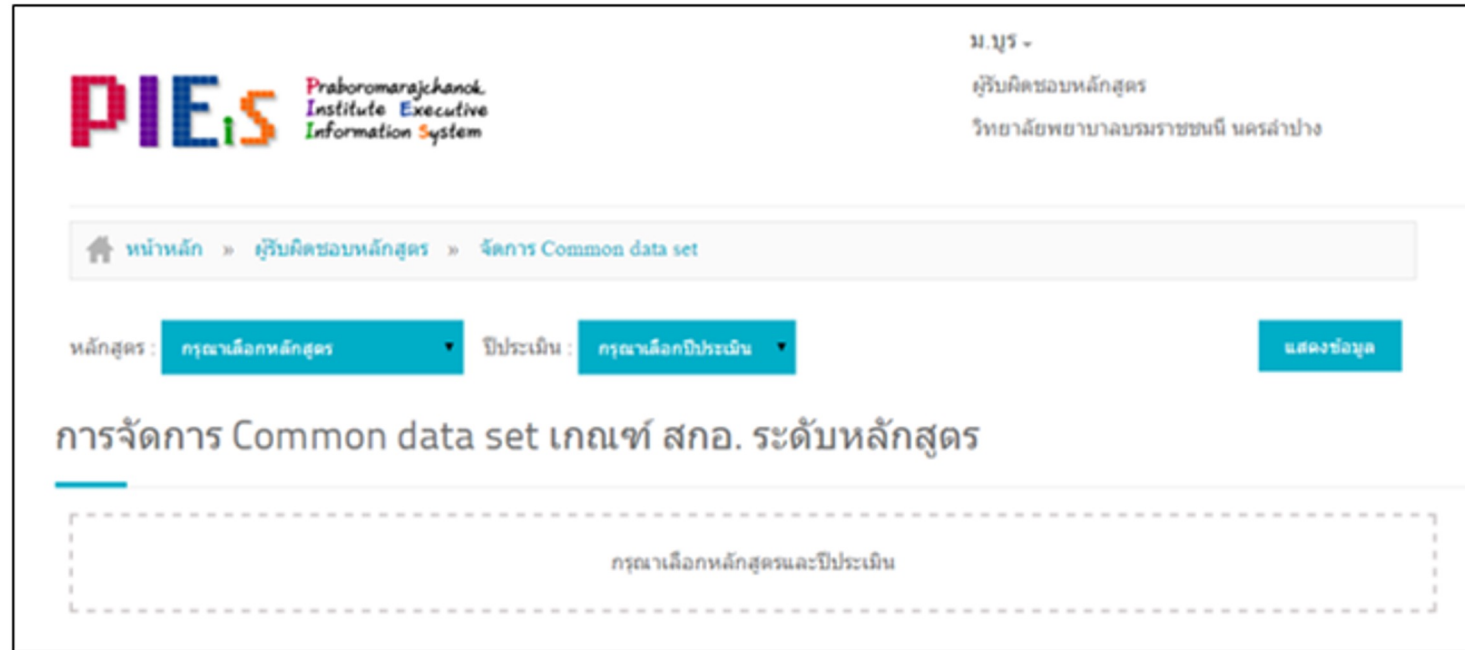 ม.บูร
ผู้รับผิดชอบหลักสูตร
วิทยาลัยพยาบาลบรมราชชนนี นครลำปาง
PIEiS
Praboromarajchanok
Institute Executive
Information System
หน้าหลัก » ผู้รับผิดชอบหลักสูตร » จัดการ Common data set
หลักสูตร : กรุณาเลือกหลักสูตร ปีประเมิน : กรุณาเลือกปีประเมิน แสดงข้อมูล
การจัดการ Common data set เกณฑ์ สกอ. ระดับหลักสูตร
กรุณาเลือกหลักสูตรและปีประเมิน